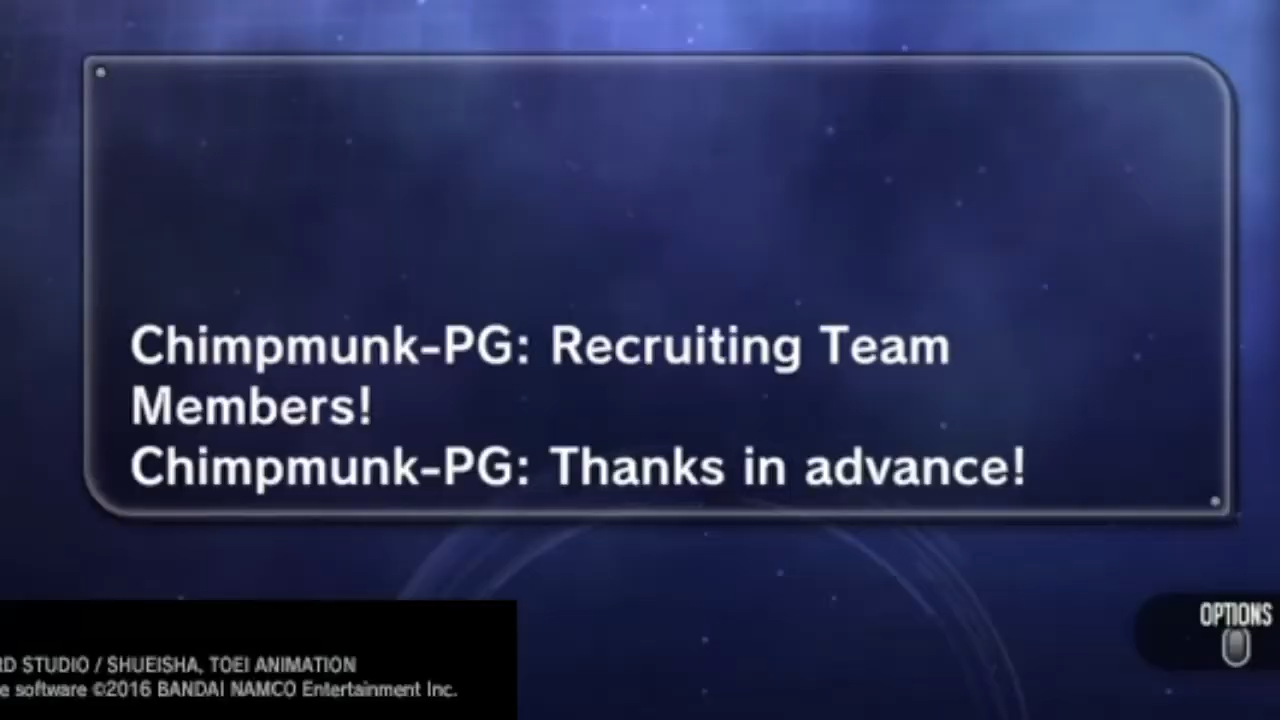 Chimpmunk-PG: Recruiting Team
Members!
Chimpmunk-PG: Thanks in advance!
OPTIONS
STUDIO / SHUEISHA, TOEI ANIMATION
software ©2016 BANDAI NAMCO Entertainment Inc.